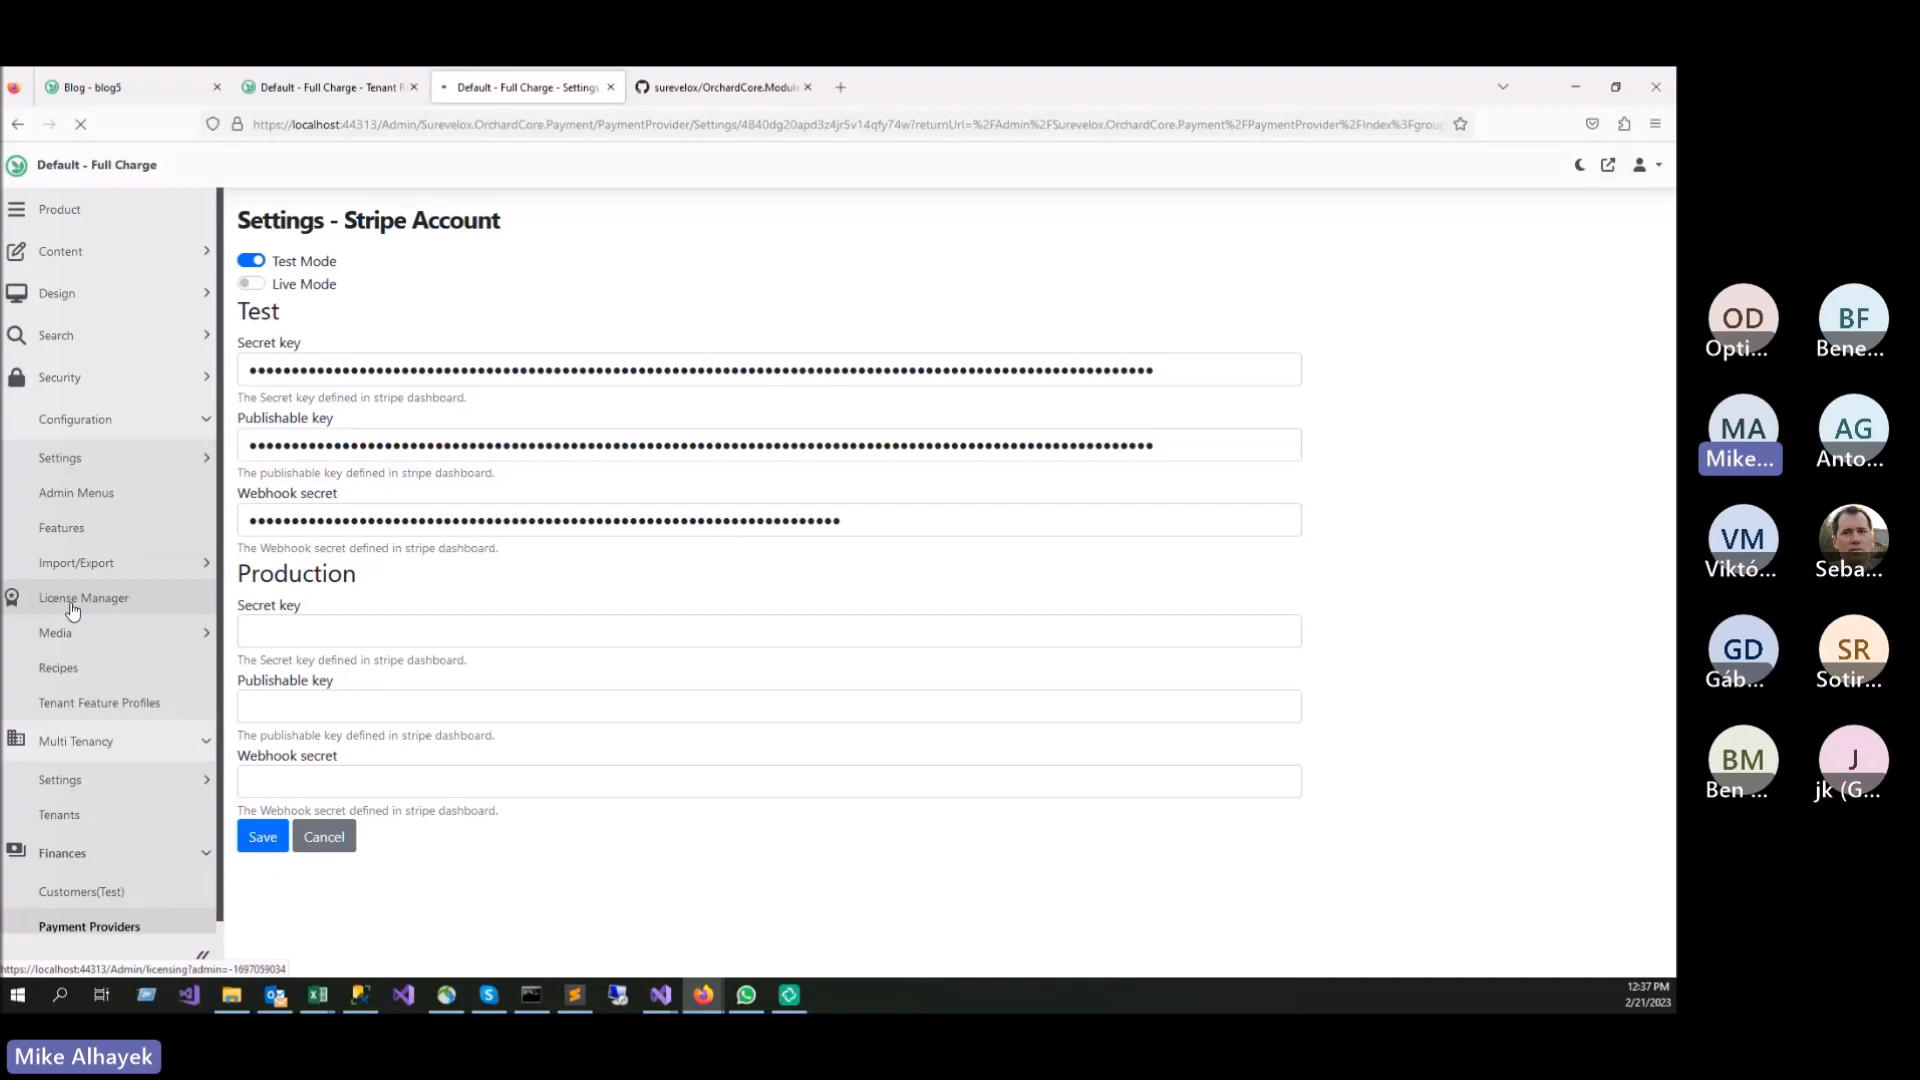 Blog - blog5
Default - Full Charge - Tenant R
Default - Full Charge - Settings
surevelox/OrchardCore.Module
https://localhost:44313/Admin/Surevelox.OrchardCore.Payment/PaymentProvider/Settings/4840dg20apd3z4jr5v14qfy74w?returnUrl=%2FAdmin%2FSurevelox.OrchardCore.Payment%2FPaymentProvider%2FIndex%3Fgrou
Default - Full Charge
Product
Content
Design
Search
Security
Configuration
Settings
Admin Menus
Features
Import/Export
License Manager
Media
Recipes
Tenant Feature Profiles
Multi Tenancy
Settings
Tenants
Finances
Customers(Test)
Payment Providers
https://localhost:44313/Admin/licensing?admin=-1697059034
Settings - Stripe Account
Test Mode
Live Mode
Test
Secret key
The Secret key defined in stripe dashboard.
Publishable key
The publishable key defined in stripe dashboard.
Webhook secret
The Webhook secret defined in stripe dashboard.
Production
Secret key
The Secret key defined in stripe dashboard.
Publishable key
The publishable key defined in stripe dashboard.
Webhook secret
The Webhook secret defined in stripe dashboard.
Save Cancel
OD
Opti...
BF
Bene...
MA
Mike...
AG
Anto...
VM
Viktó...
Seba...
GD
Gáb...
SR
Sotir...
BM
Ben ...
J
jk (G...
12:37 PM
2/21/2023
Mike Alhayek